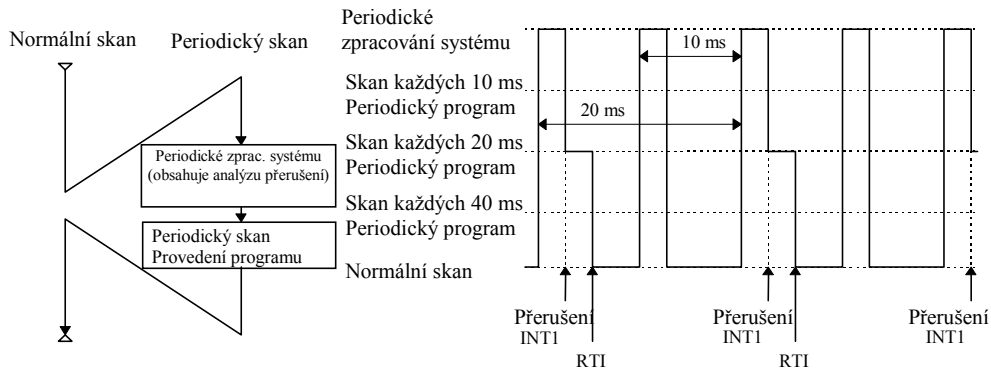 Normální skan
Periodický skan
Periodické zprac. systému
(obsahuje analýzu přerušení)
Periodický skan
Provedení programu
Periodické
zpracování systému
Skan každých 10 ms
Periodický program
Skan každých 20 ms
Periodický program
Skan každých 40 ms
Periodický program
Normální skan
10 ms
20 ms
Přerušení
INT1
RTI
Přerušení
INT1
RTI
Přerušení
INT1